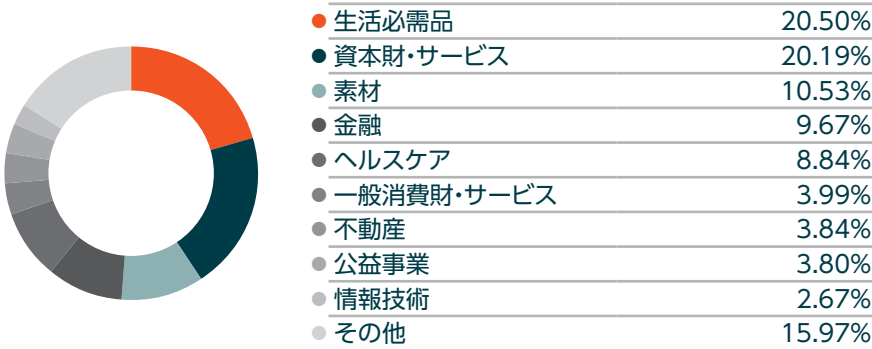 生活必需品 20.50%
資本財・サービス 20.19%
素材 10.53%
金融 9.67%
ヘルスケア 8.84%
一般消費財・サービス 3.99%
不動産 3.84%
公益事業 3.80%
情報技術 2.67%
その他 15.97%